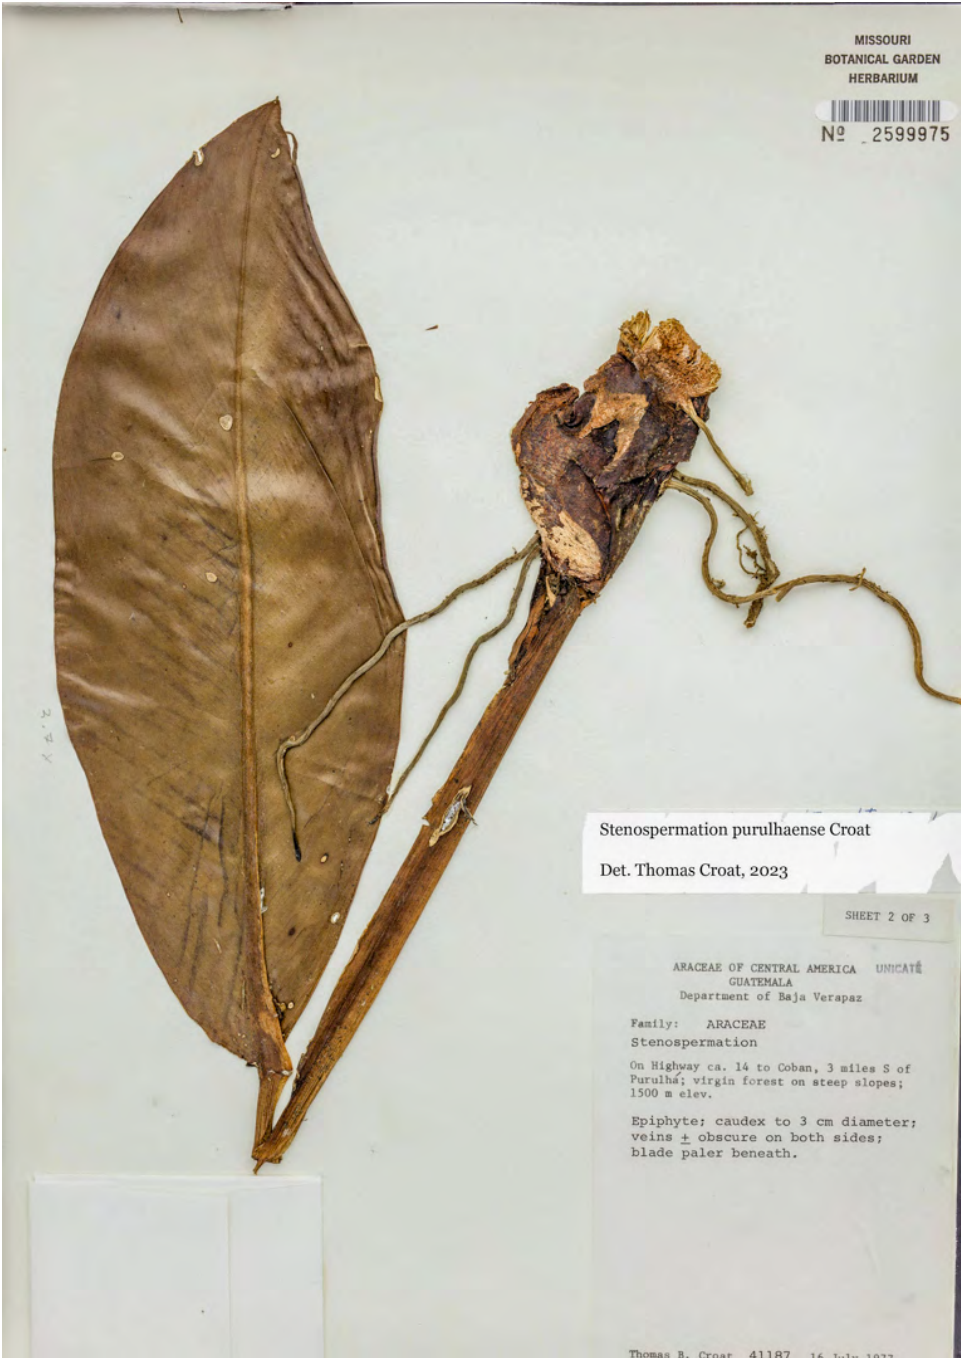 MISSOURI
BOTANICAL GARDEN
HERBARIUM
Nº 2599975
Stenospermation purulhaense Croat
Det. Thomas Croat, 2023
SHEET 2 OF 3
ARACEAE OF CENTRAL AMERICA UNICATE
GUATEMALA
Department of Baja Verapaz
Family: ARACEAE
Stenospermation
On Highway ca. 14 to Coban, 3 miles S of
Purulhá; virgin forest on steep slopes;
1500 m elev.
Epiphyte; caudex to 3 cm diameter;
veins ± obscure on both sides;
blade paler beneath.
Thomas B. Croat 41187 16 July 1977